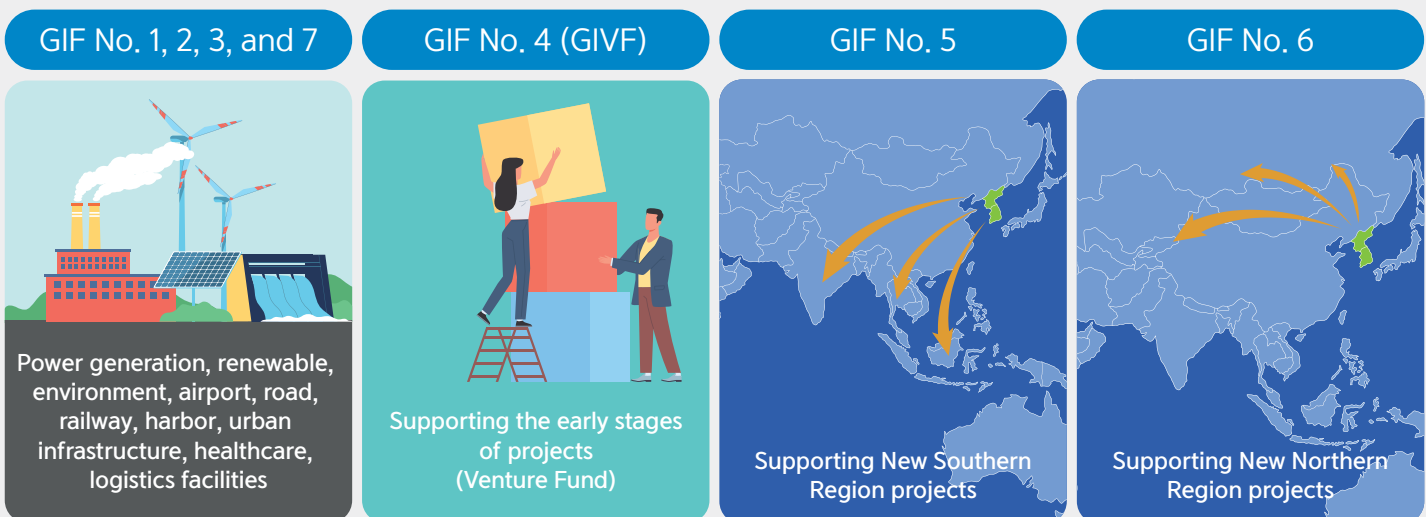 GIF No. 1, 2, 3, and 7
Power generation, renewable,
environment, airport, road,
railway, harbor, urban
infrastructure, healthcare,
logistics facilities
GIF No. 4 (GIVF)
Supporting the early stages
of projects
(Venture Fund)
GIF No. 5
Supporting New Southern
Region projects
GIF No. 6
Supporting New Northern
Region projects